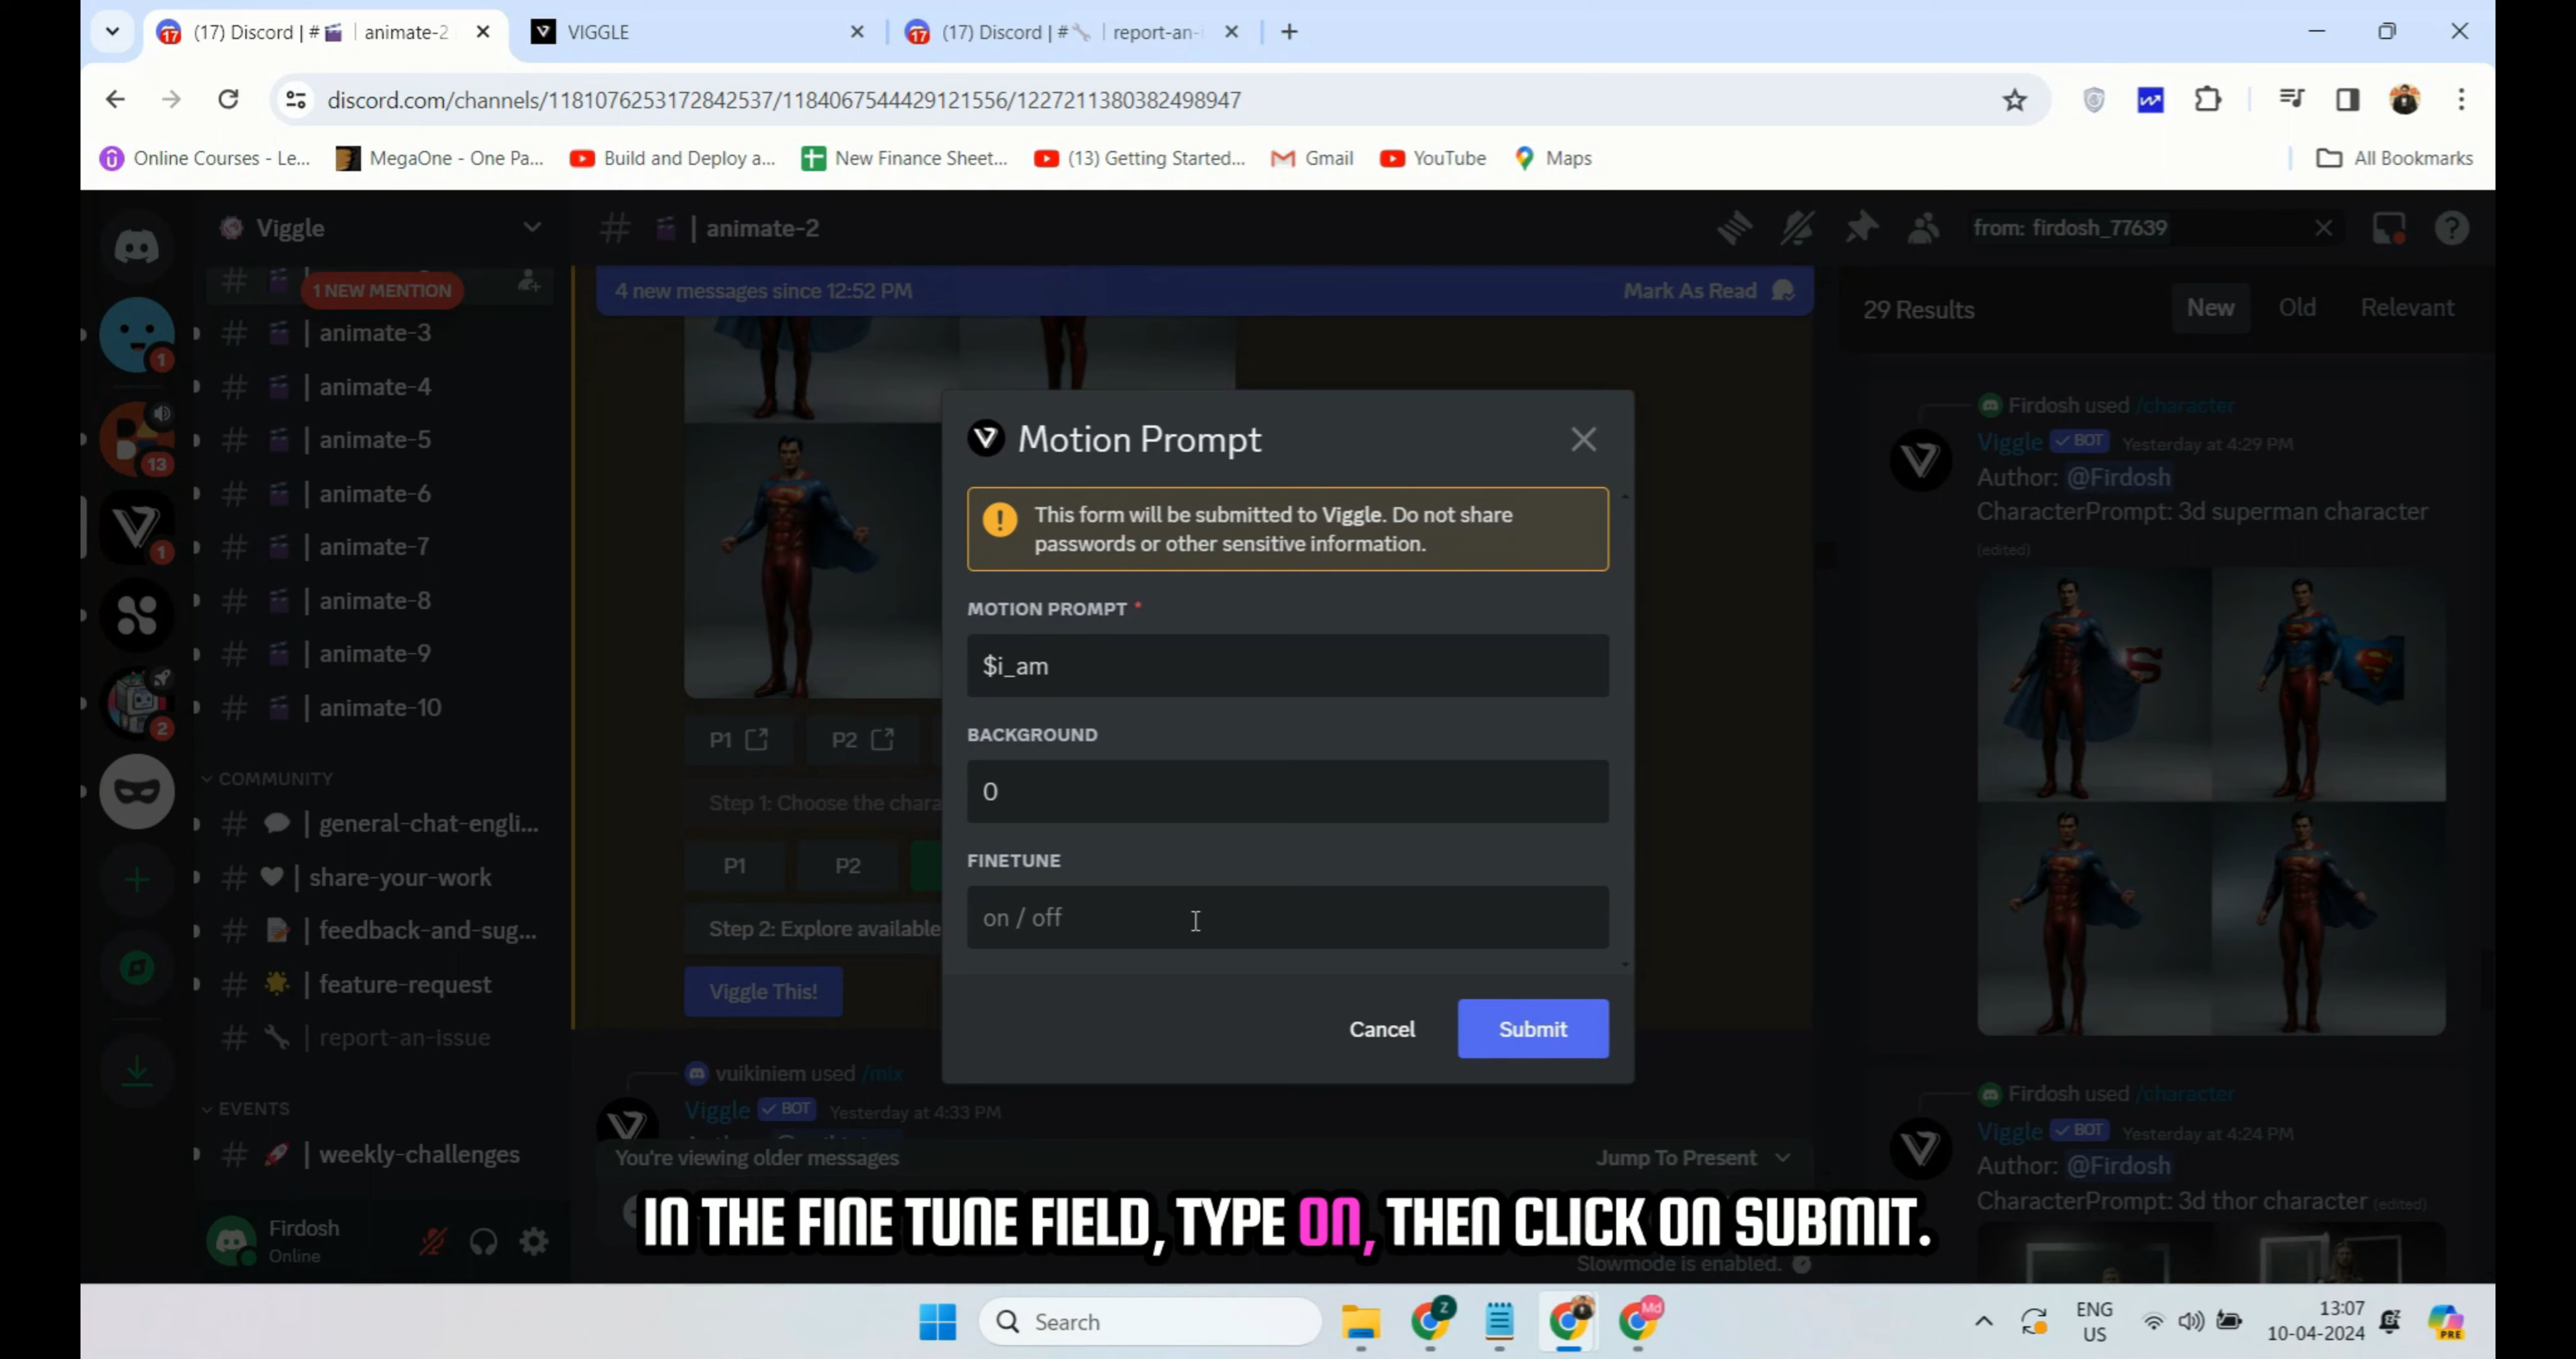 (17) Discord | # | animate-2
VIGGLE
(17) Discord | # | report-an-
discord.com/channels/1181076253172842537/1184067544429121556/1227211380382498947
Online Courses - Le...
MegaOne - One Pa...
Build and Deploy a...
New Finance Sheet...
(13) Getting Started...
Gmail
YouTube
Maps
All Bookmarks
Viggle
1 NEW MENTION
| animate-3
| animate-4
| animate-5
| animate-6
| animate-7
| animate-8
| animate-9
| animate-10
COMMUNITY
| general-chat-engli...
| share-your-work
| feedback-and-sug...
| feature-request
| report-an-issue
EVENTS
| weekly-challenges
Firdosh
Online
1
13
1
2
# | animate-2
from: firdosh_77639
4 new messages since 12:52 PM
Mark As Read
P1
P2
Step 1: Choose the chara
P1
P2
Step 2: Explore available
Viggle This!
vuikiniem used /mix
Viggle BOT Yesterday at 4:33 PM
You're viewing older messages
Jump To Present
Slowmode is enabled.
Motion Prompt
This form will be submitted to Viggle. Do not share
passwords or other sensitive information.
MOTION PROMPT *
$i_am
BACKGROUND
0
FINETUNE
on / off
Cancel
Submit
29 Results
New
Old
Relevant
Firdosh used /character
Viggle BOT Yesterday at 4:29 PM
Author: @Firdosh
CharacterPrompt: 3d superman character
(edited)
Firdosh used /character
Viggle BOT Yesterday at 4:24 PM
Author: @Firdosh
CharacterPrompt: 3d thor character (edited)
IN THE FINE TUNE FIELD, TYPE ON, THEN CLICK ON SUBMIT.
Search
Z
Md
ENG
US
13:07
10-04-2024
PRE